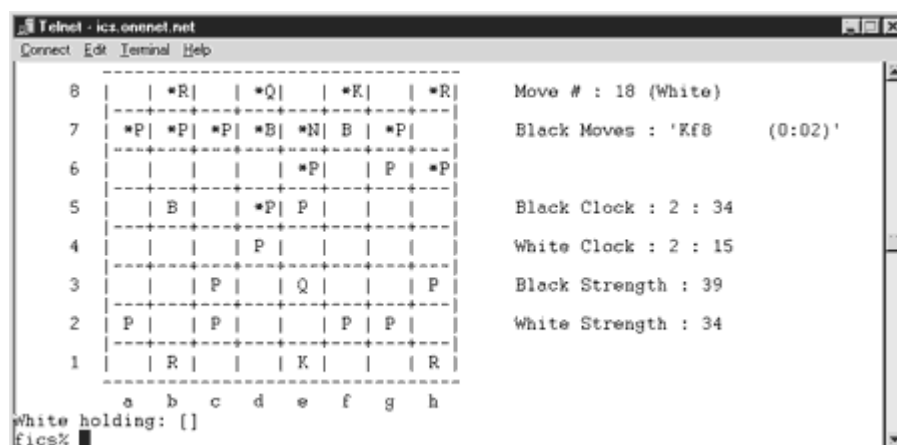 Telnet - ics.onenet.net
Connect Edit Terminal Help
8 | | *R| | *Q| | *K| | *R| Move # : 18 (White)
7 | *P| *P| *P| *B| *N| B | *P| | Black Moves : 'Kf8 (0:02)'
6 | | | | | *P| | P | *P|
5 | | B | | *P| P | | | | Black Clock : 2 : 34
4 | | | | P | | | | | White Clock : 2 : 15
3 | | | P | | Q | | | P | Black Strength : 39
2 | P | | P | | | P | P | | White Strength : 34
1 | | R | | | K | | | R |
a b c d e f g h
White holding: []
fics%